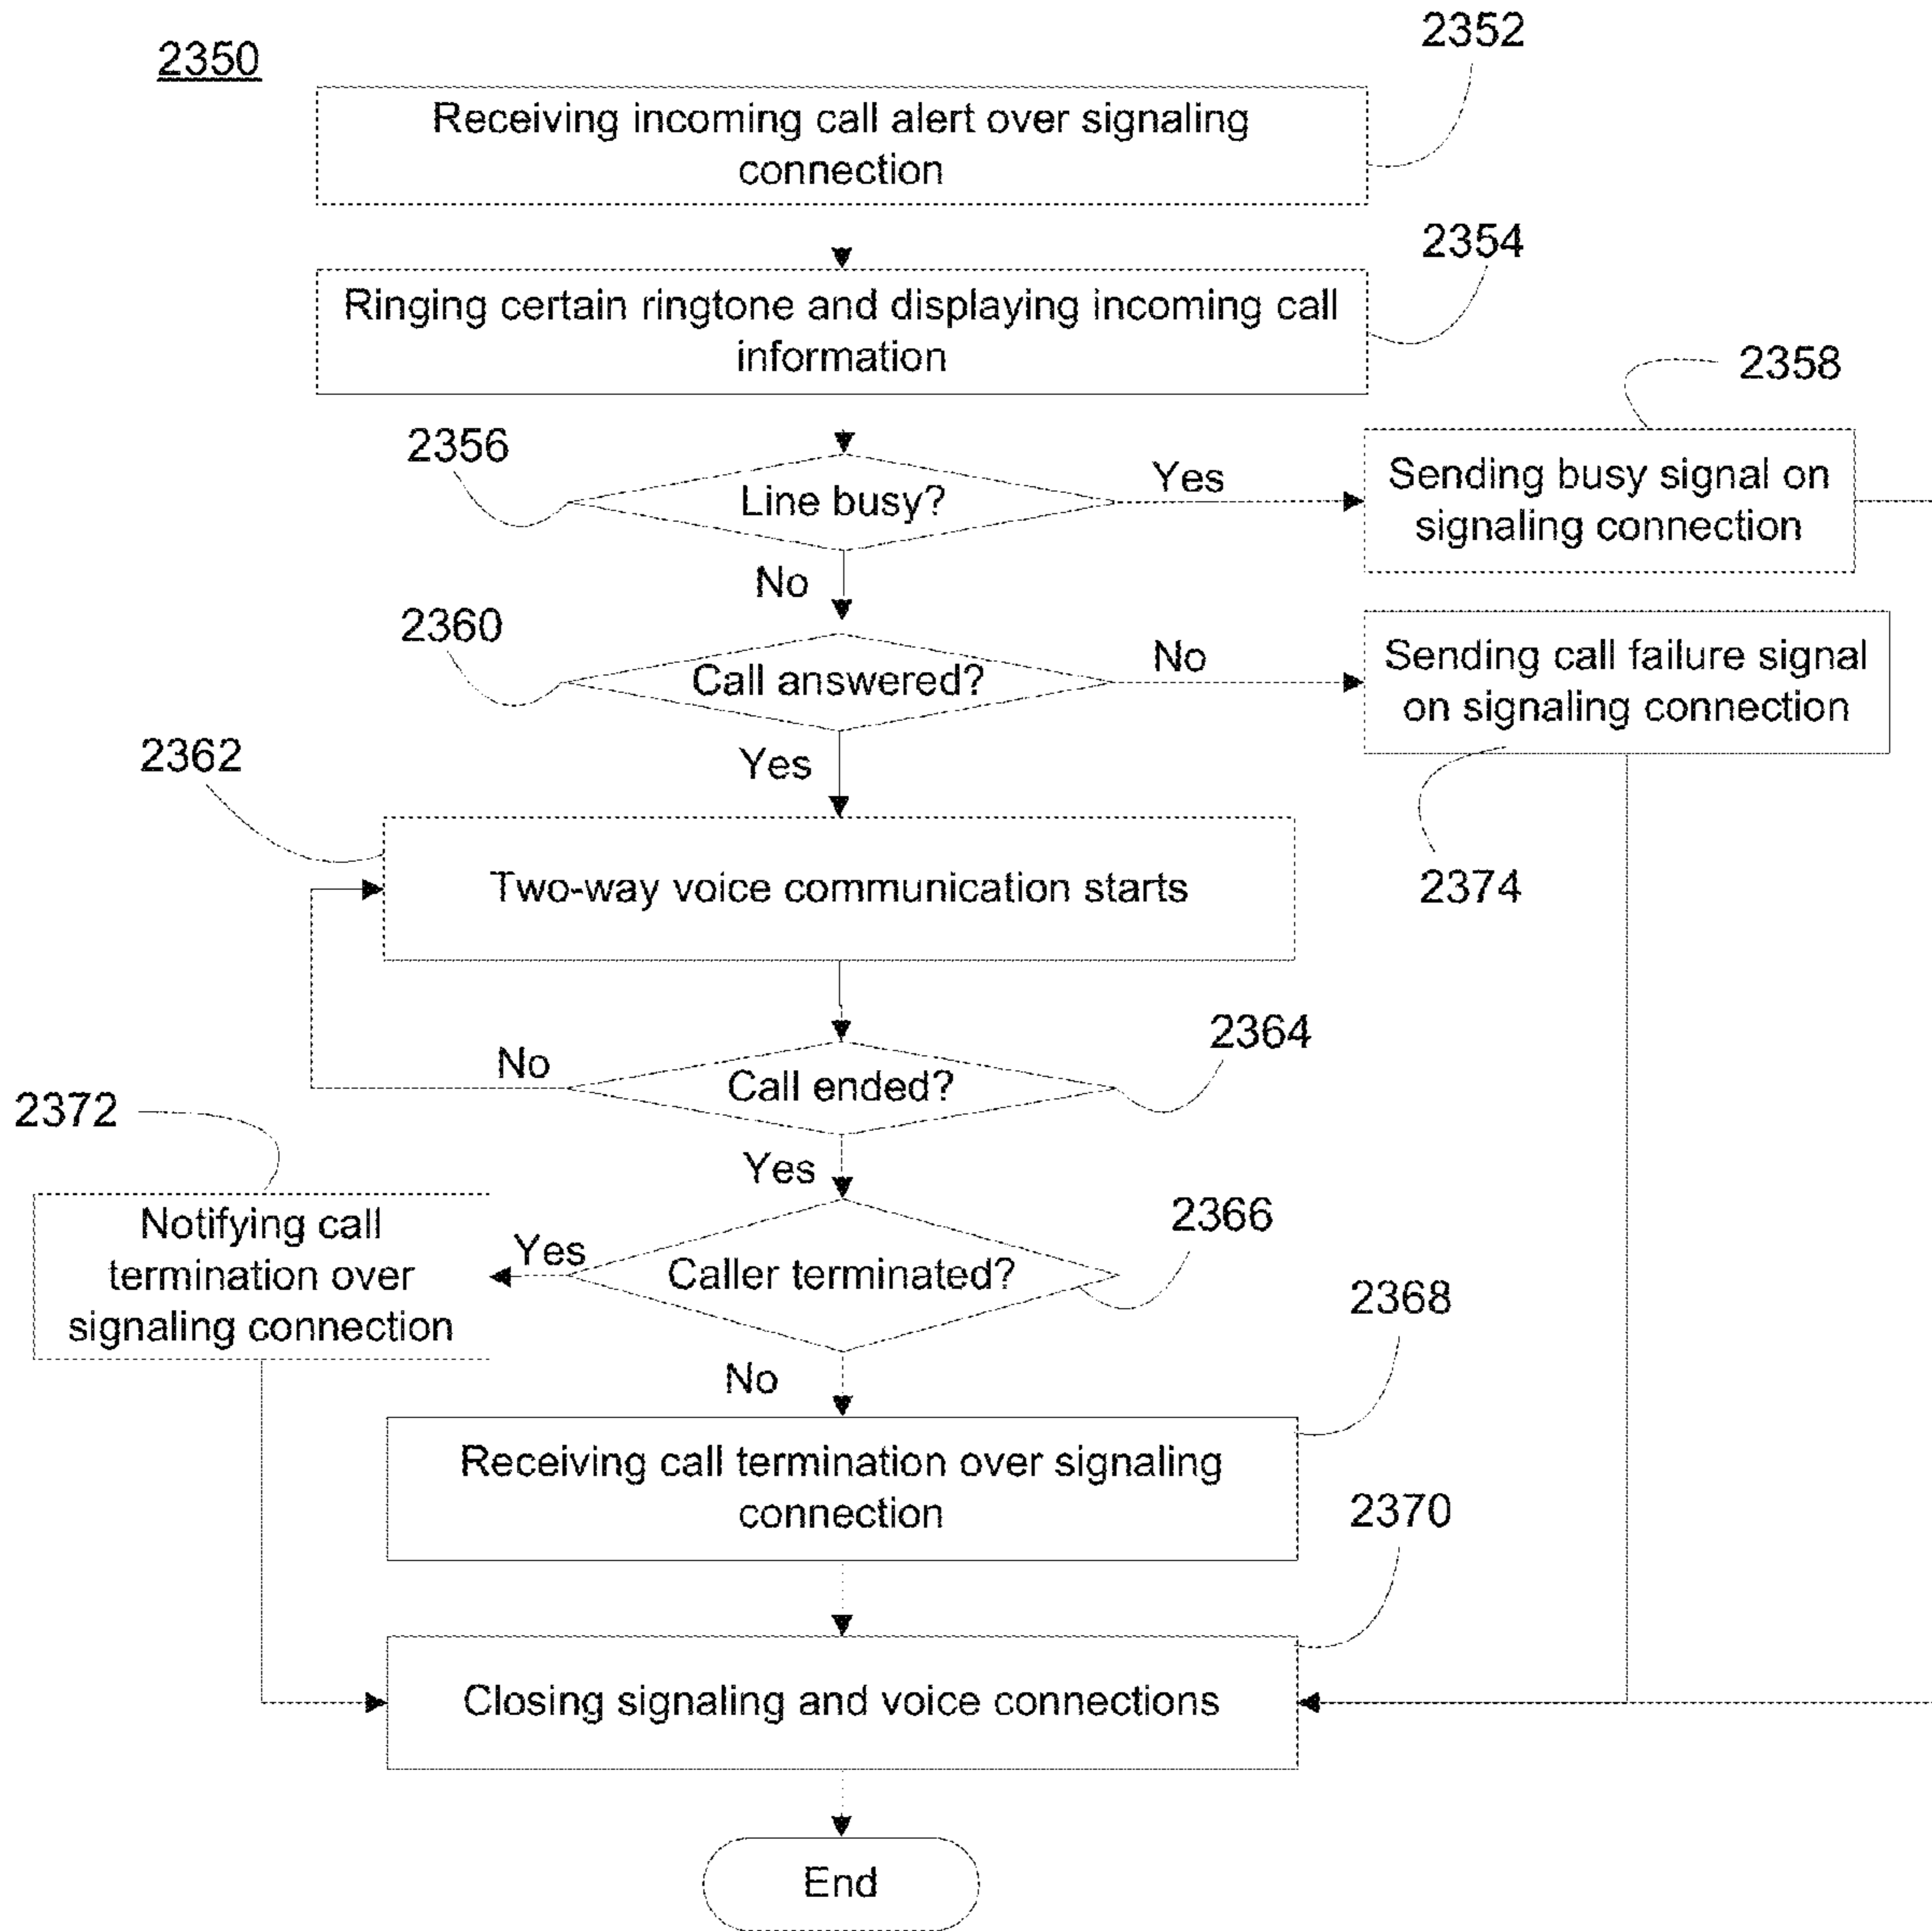 2350
2352
Receiving incoming call alert over signaling
connection
2354
Ringing certain ringtone and displaying incoming call
information
2358
2356
Line busy?
Yes
Sending busy signal on
signaling connection
No
2360
Call answered?
No
Sending call failure signal
on signaling connection
Yes
2362
2374
Two-way voice communication starts
2364
No
Call ended?
2372
Yes
2366
Notifying call
termination over
signaling connection
Yes
Caller terminated?
2368
No
Receiving call termination over signaling
connection
2370
Closing signaling and voice connections
End